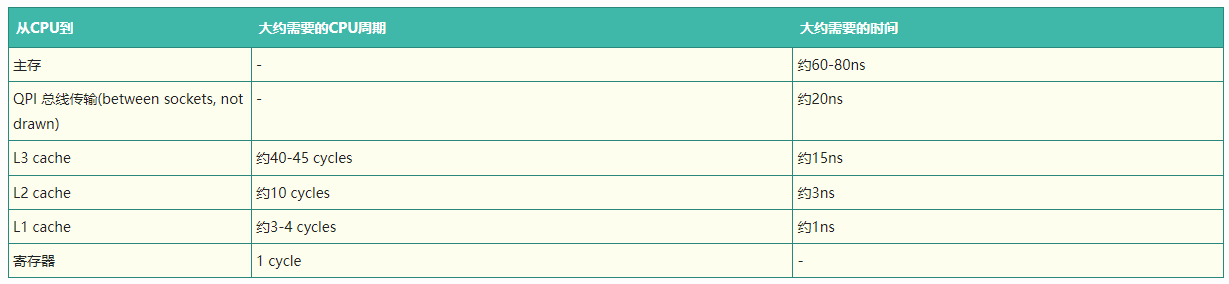 从CPU到 大约需要的CPU周期 大约需要的时间
主存 - 约60-80ns
QPI 总线传输(between sockets, not - 约20ns
drawn)
L3 cache 约40-45 cycles 约15ns
L2 cache 约10 cycles 约3ns
L1 cache 约3-4 cycles 约1ns
寄存器 1 cycle -